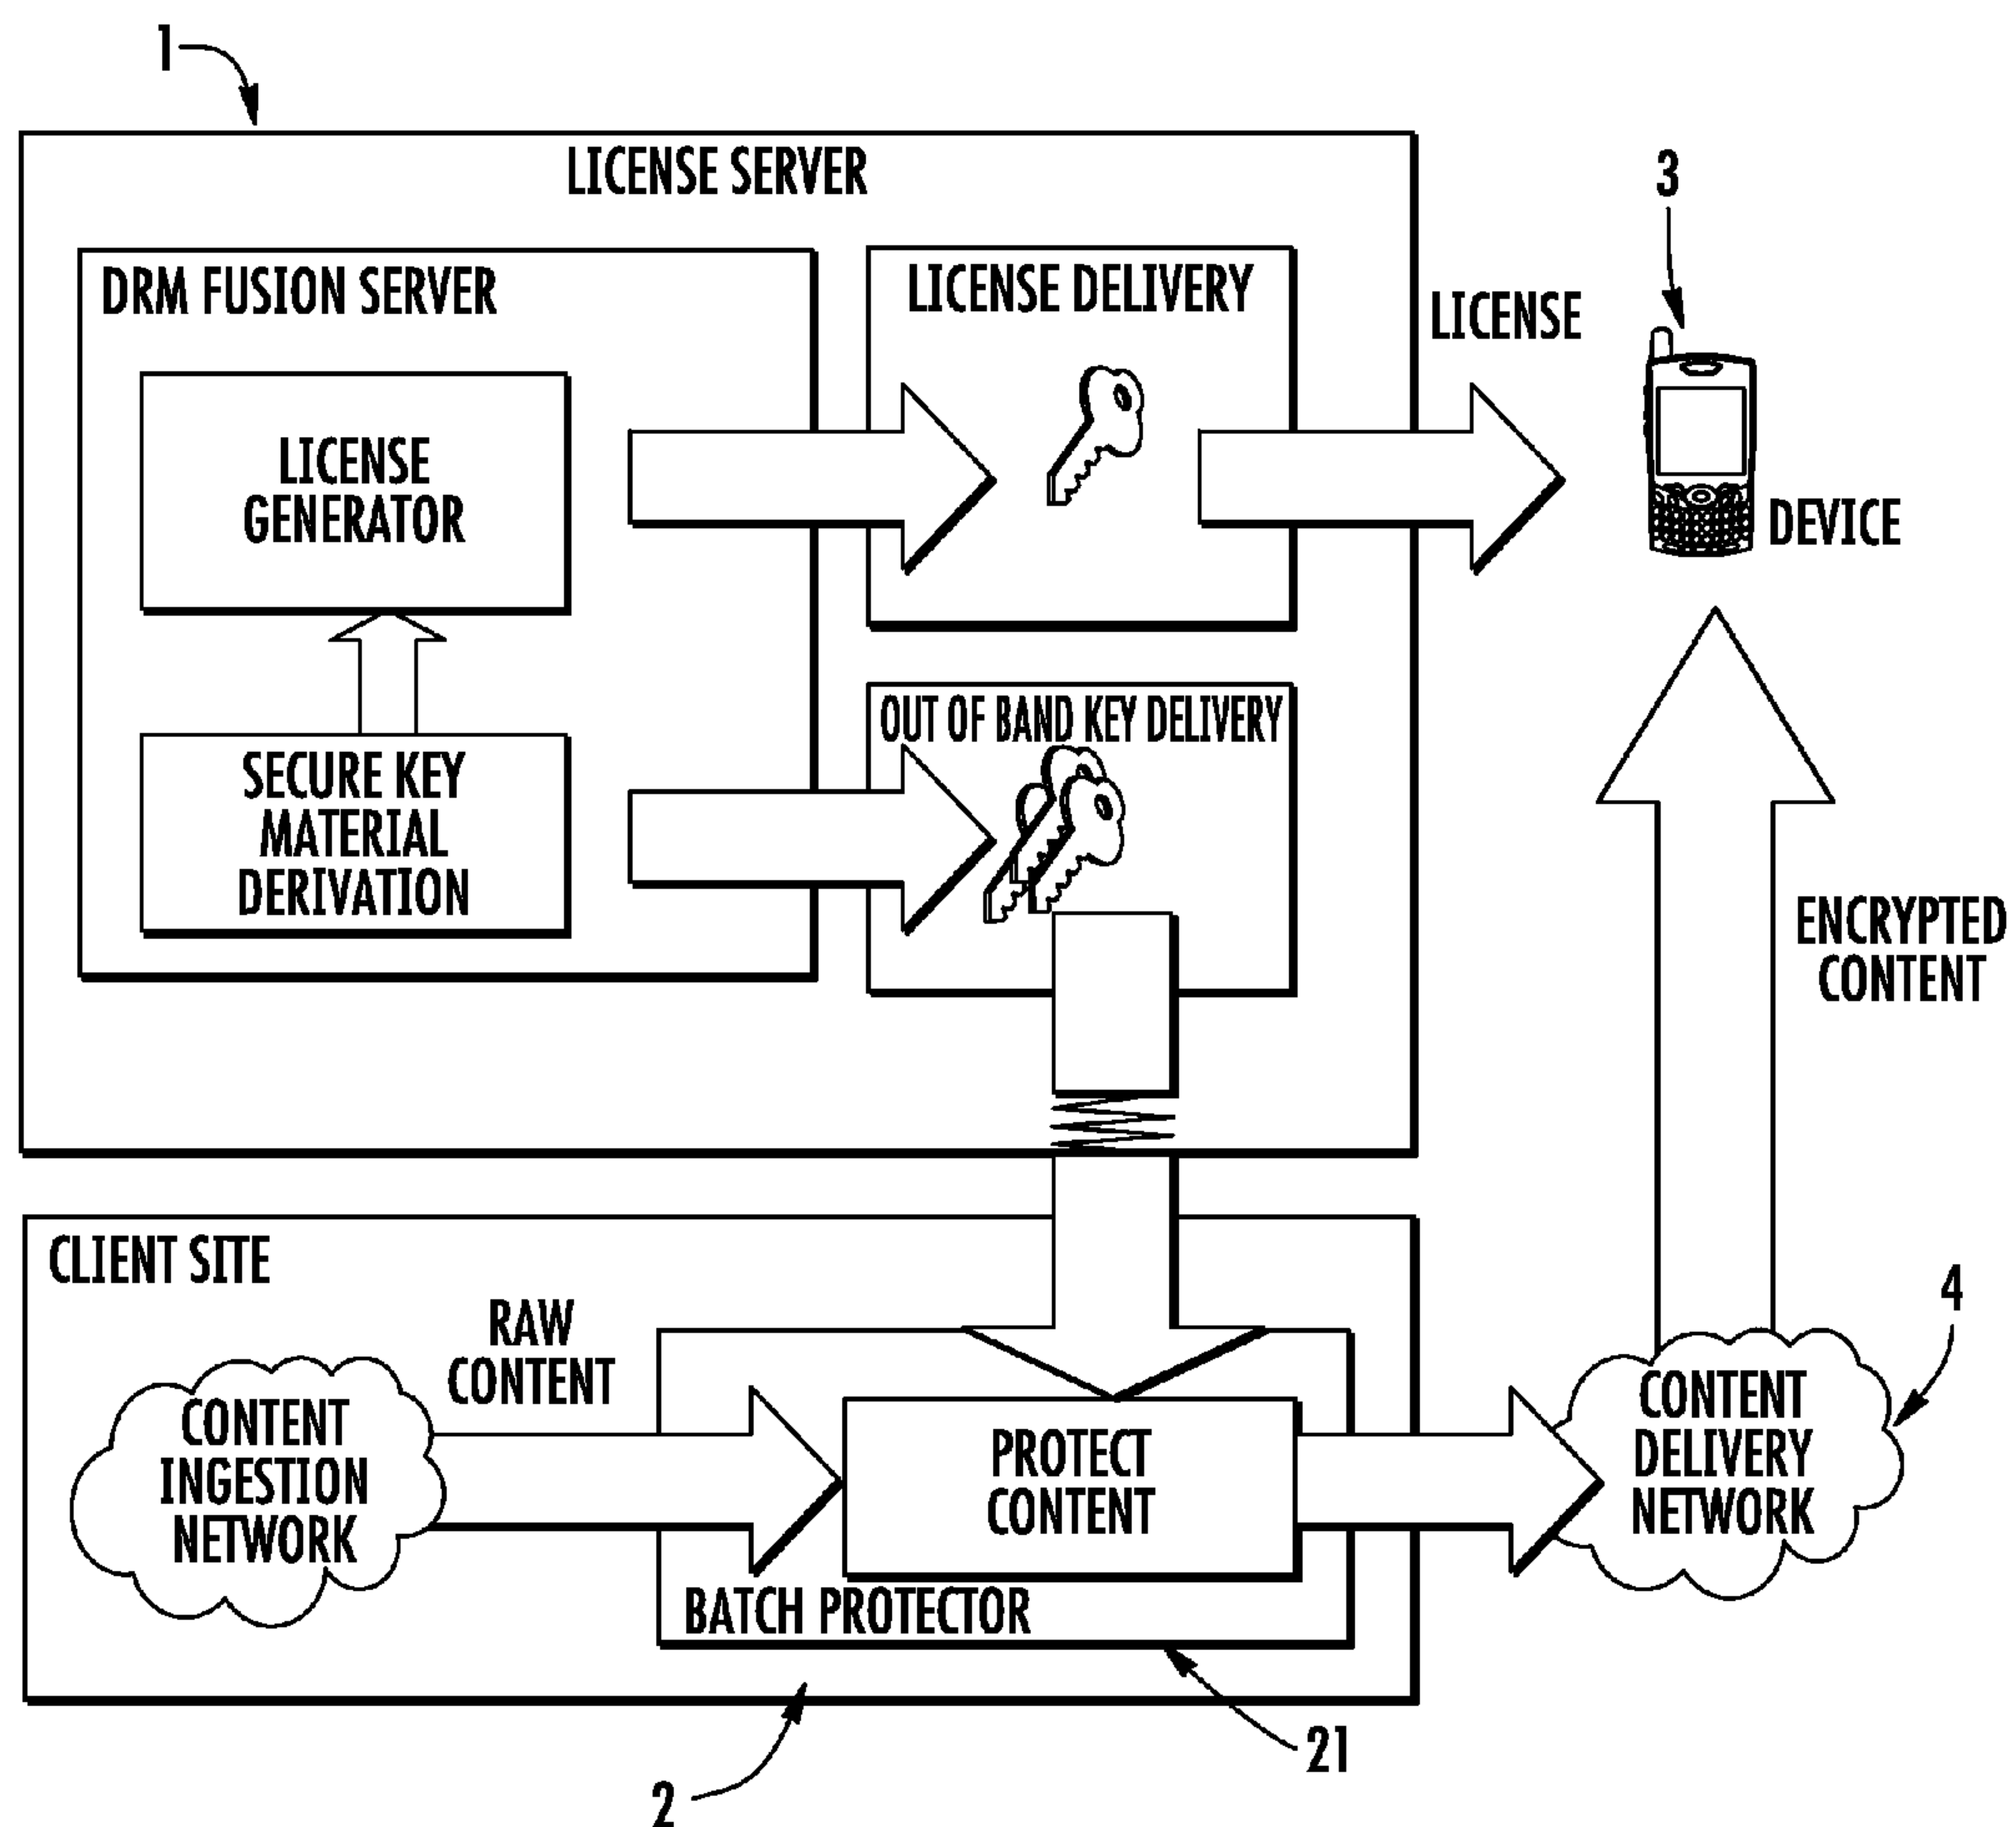 1
LICENSE SERVER
3
DRM FUSION SERVER
LICENSE DELIVERY
LICENSE
LICENSE
GENERATOR
DEVICE
OUT OF BAND KEY DELIVERY
SECURE KEY
MATERIAL
DERIVATION
ENCRYPTED
CONTENT
CLIENT SITE
RAW
CONTENT
4
CONTENT
INGESTION
NETWORK
PROTECT
CONTENT
CONTENT
DELIVERY
NETWORK
BATCH PROTECTOR
21
2